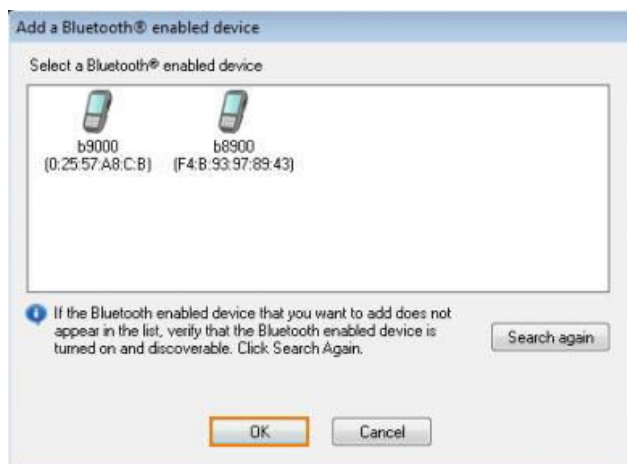 Add a Bluetooth® enabled device
Select a Bluetooth® enabled device
b9000 b8900
(0:25:57:A8:C:B) (F4:B:93:97:89:43)
If the Bluetooth enabled device that you want to add does not
appear in the list, verify that the Bluetooth enabled device is
turned on and discoverable. Click Search Again.
Search again
OK Cancel